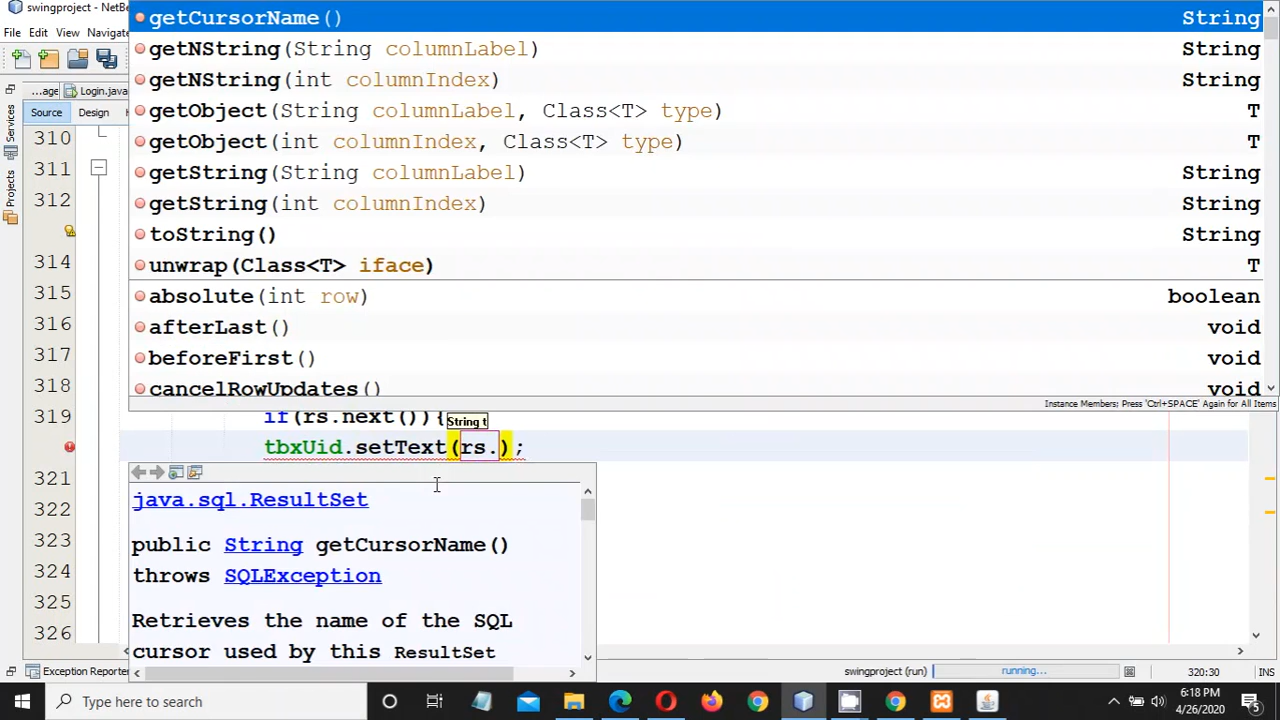 swingproject - NetBe
getCursorName() String
File Edit View Navigate
getNString(String columnLabel) String
getNString(int columnIndex) String
...age Login.java
getObject(String columnLabel, Class<T> type) T
Source Design
getObject(int columnIndex, Class<T> type) T
Services
Projects
310
311
getString(String columnLabel) String
312
getString(int columnIndex) String
toString() String
314
unwrap(Class<T> iface) T
315
absolute(int row) boolean
316
afterLast() void
317
beforeFirst() void
318
cancelRowUpdates() void
Instance Members; Press 'Ctrl+SPACE' Again for All Items
319 if(rs.next()){
String t
tbxUid.setText(rs.);
321
322
323
324
325
326
java.sql.ResultSet
public String getCursorName()
throws SQLException
Retrieves the name of the SQL
cursor used by this ResultSet
Exception Reporte
swingproject (run) running... 320:30 INS
Type here to search
6:18 PM
4/26/2020
5